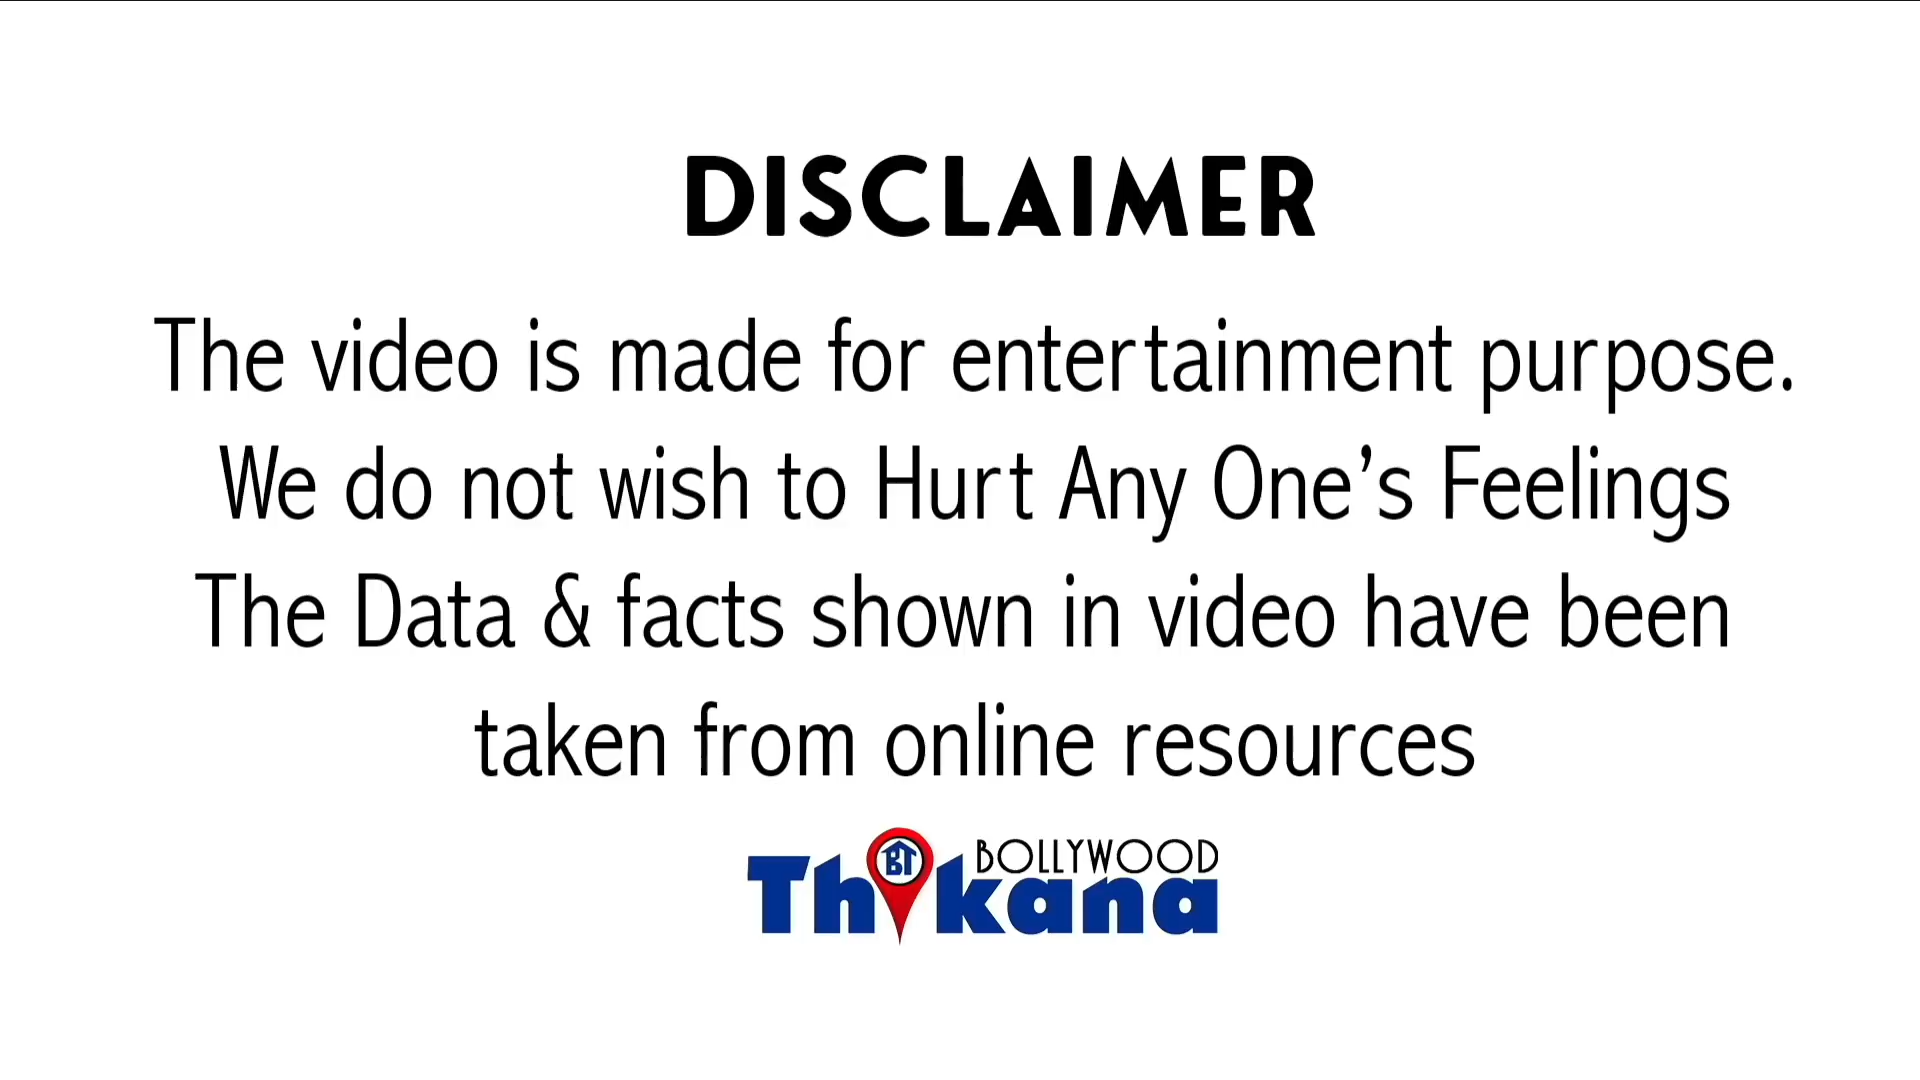 DISCLAIMER
The video is made for entertainment purpose.
We do not wish to Hurt Any One’s Feelings
The Data & facts shown in video have been
taken from online resources
BOLLYWOOD
BT
Thikana